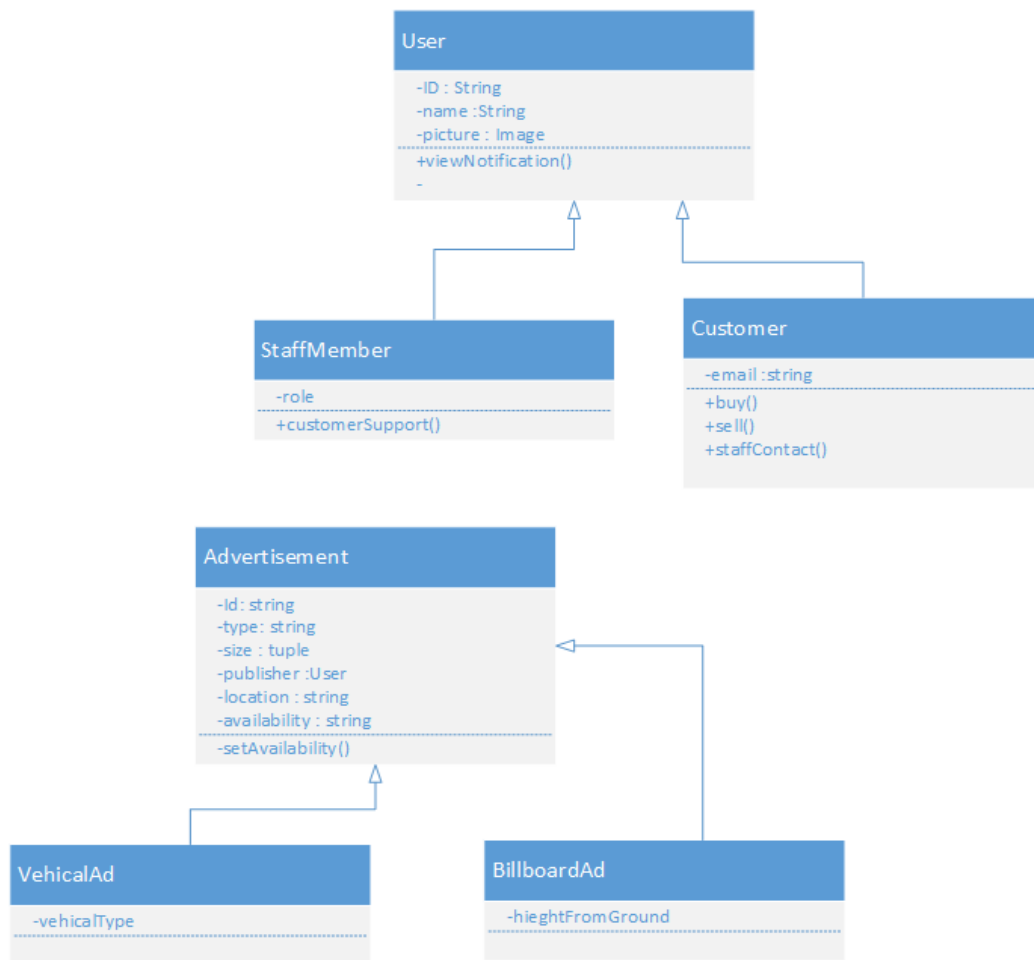 User
-ID : String
-name :String
-picture : Image
+viewNotification()
-
StaffMember
-role
+customerSupport()
Customer
-email :string
+buy()
+sell()
+staffContact()
Advertisement
-Id: string
-type: string
-size : tuple
-publisher :User
-location : string
-availability : string
-setAvailability()
VehicalAd
-vehicalType
BillboardAd
-hieghtFromGround